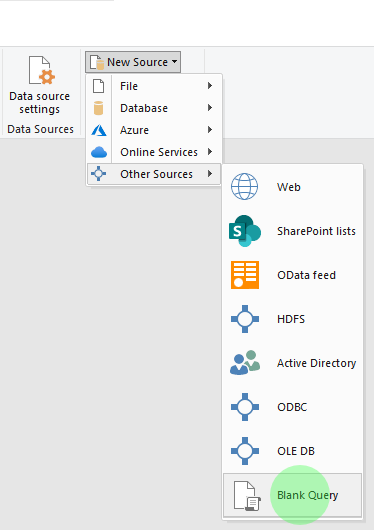 New Source
Data source
settings
Data Sources
File
Database
Azure
Online Services
Other Sources
Web
SharePoint lists
OData feed
HDFS
Active Directory
ODBC
OLE DB
Blank Query